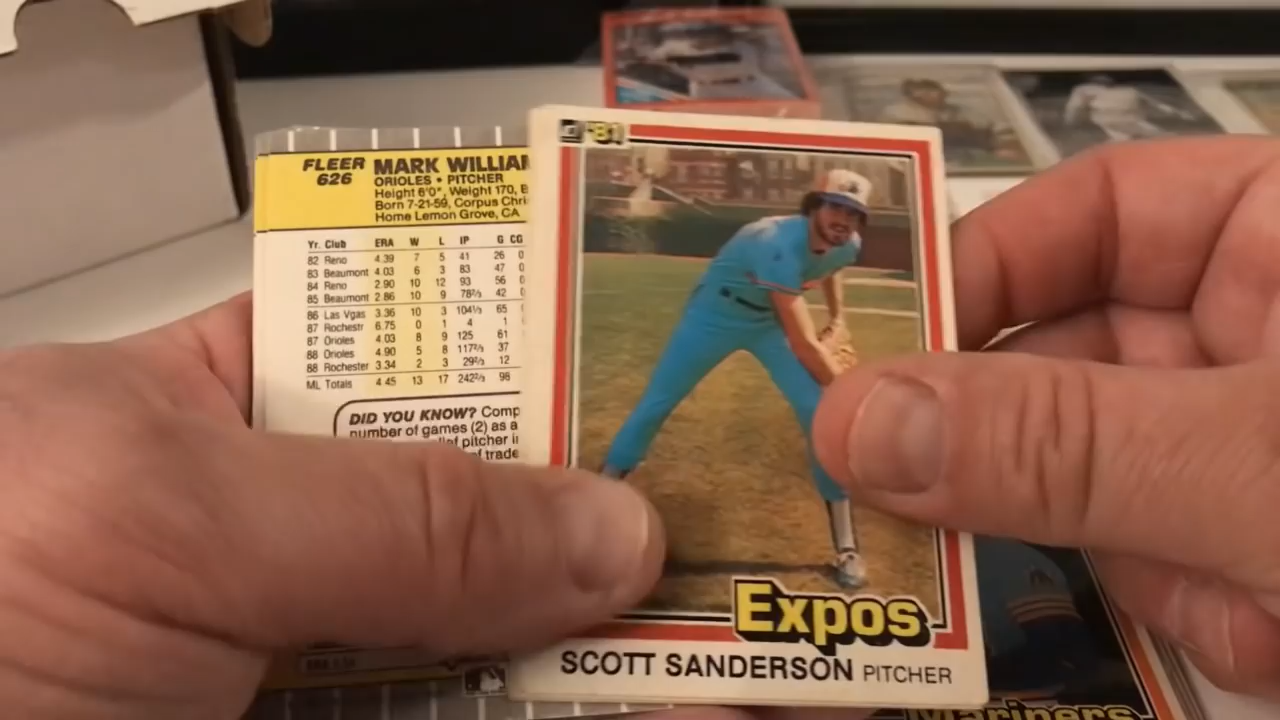 FLEER
626
MARK WILLIAM
ORIOLES • PITCHER
Height 6'0", Weight 170, B
Born 7-21-59, Corpus Chri
Home Lemon Grove, CA
Yr. Club ERA W L IP G CG
82 Reno 4.39 7 5 41 26 0
83 Beaumont 4.03 6 3 83 47 0
84 Reno 2.90 10 12 93 56 0
85 Beaumont 2.86 10 9 78⅔ 42 0
86 Las Vgas 3.36 10 3 104⅓ 65 0
87 Rochestr 6.75 0 1 4 1 0
87 Orioles 4.03 8 9 125 61
88 Orioles 4.90 5 8 117⅔ 37
88 Rochester 3.34 2 3 29⅔ 12
ML Totals 4.45 13 17 242⅔ 98
DID YOU KNOW? Comp
number of games (2) as a
pitcher i
of trade
'81
Expos
SCOTT SANDERSON PITCHER
Mariners